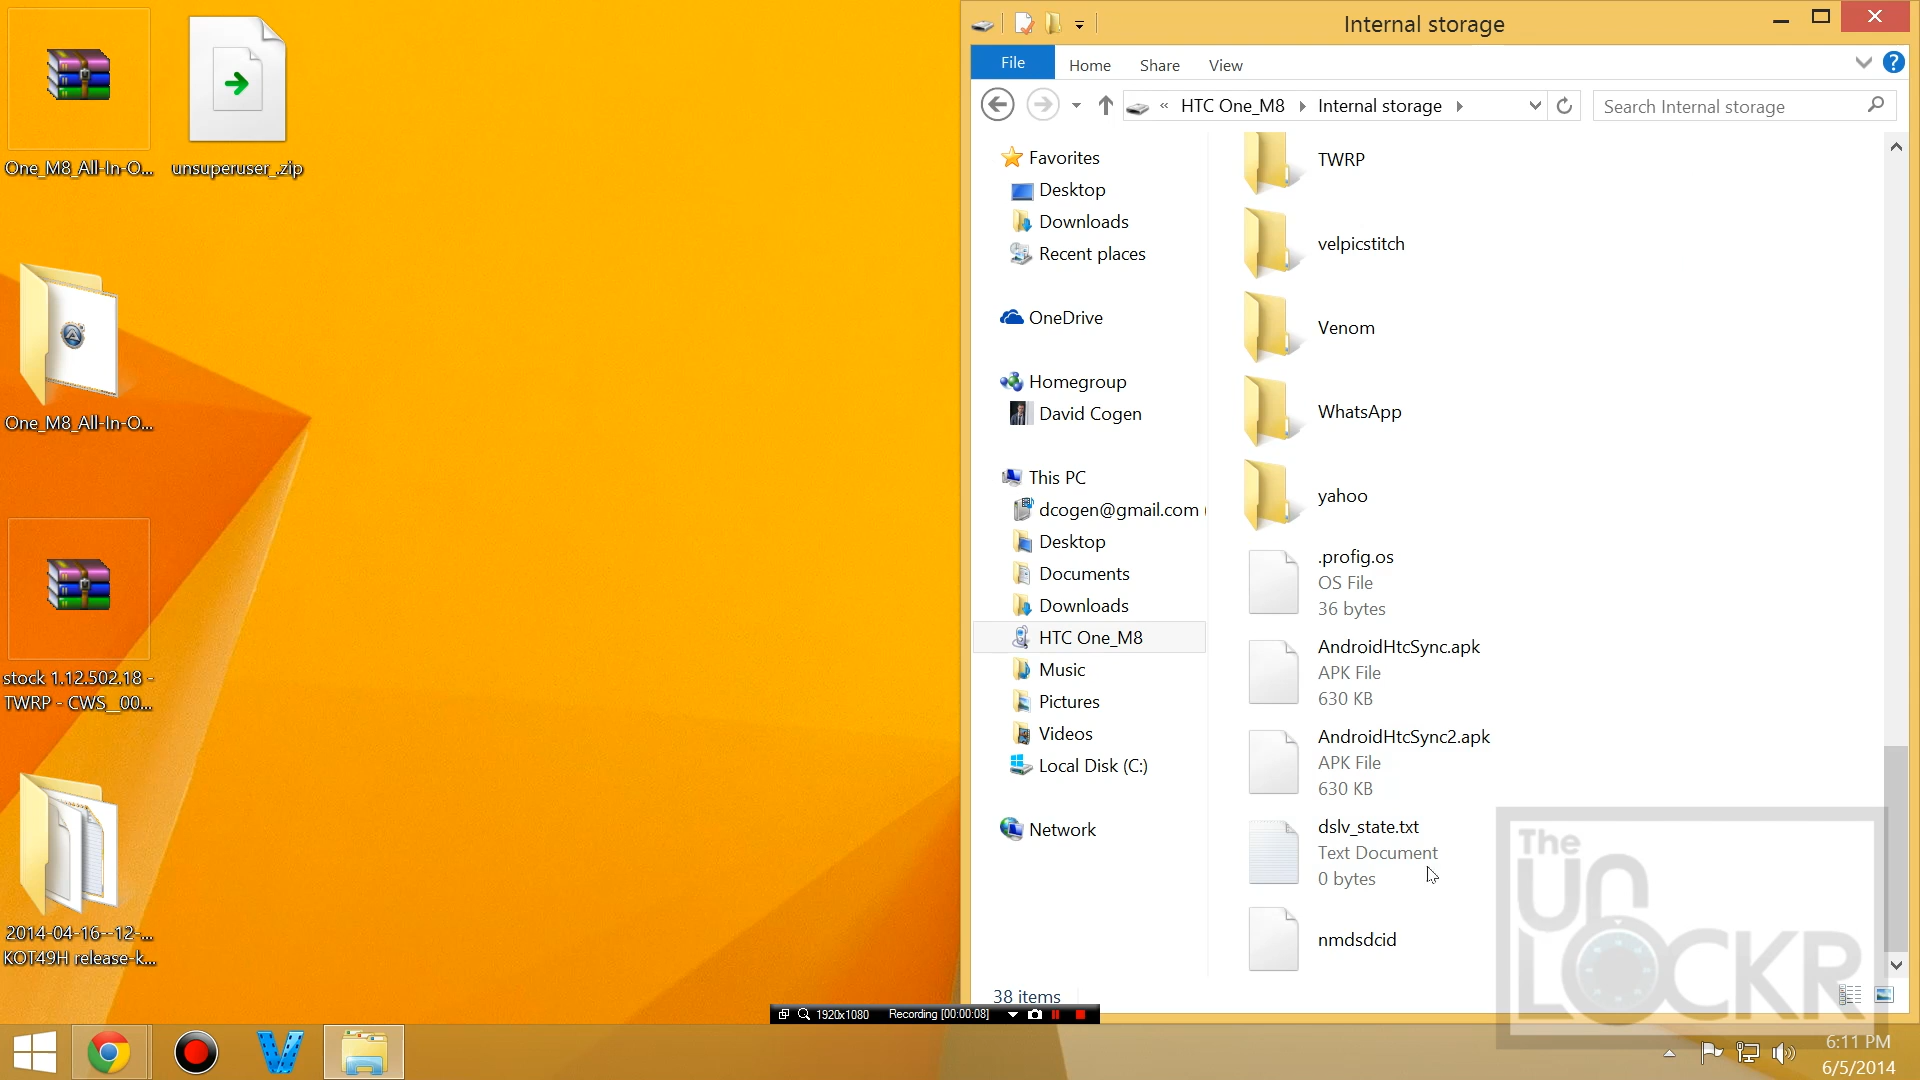 One_M8_All-In-O...
unsuperuser_.zip
One_M8_All-In-O...
stock 1.12.502.18 -
TWRP - CWS__00...
2014-04-16--12-...
KOT49H release-k...
Internal storage
File
Home
Share
View
« HTC One_M8 Internal storage
Search Internal storage
Favorites
Desktop
Downloads
Recent places
OneDrive
Homegroup
David Cogen
This PC
dcogen@gmail.com (
Desktop
Documents
Downloads
HTC One_M8
Music
Pictures
Videos
Local Disk (C:)
Network
TWRP
velpicstitch
Venom
WhatsApp
yahoo
.profig.os
OS File
36 bytes
AndroidHtcSync.apk
APK File
630 KB
AndroidHtcSync2.apk
APK File
630 KB
dslv_state.txt
Text Document
0 bytes
nmdsdcid
38 items
The
UN
LOCKR
1920x1080 Recording [00:00:08]
6:11 PM
6/5/2014